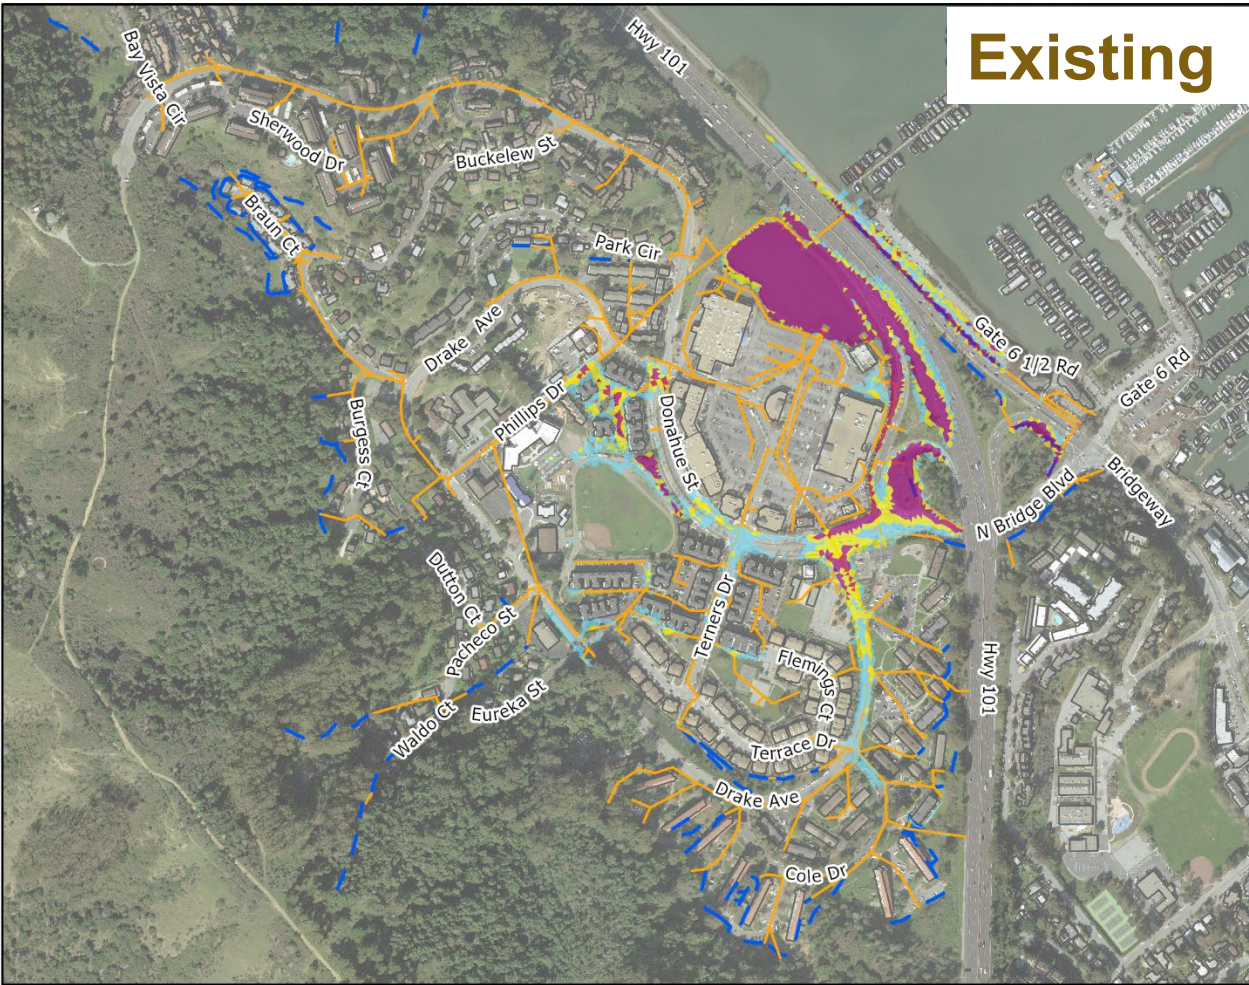 Existing
Hwy 101
Bay Vista Cir
Sherwood Dr
Buckelew St
Braun Ct
Park Cir
Drake Ave
Gate 6 1/2 Rd
Gate 6 Rd
Phillips Dr
Burgess Ct
Donahue St
N Bridge Blvd
Bridgeway
Dutton Ct
Pacheco St
Terners Dr
Flemings Ct
Hwy 101
Eureka St
Waldo Ct
Terrace Dr
Drake Ave
Cole Dr